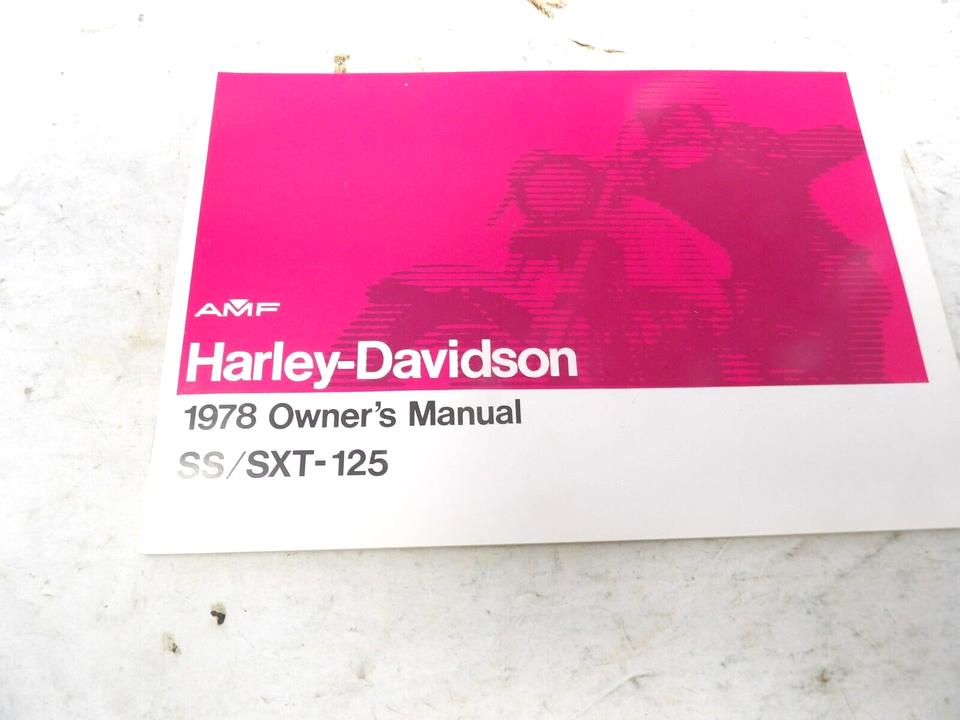 AMF
Harley-Davidson
1978 Owner's Manual
SS/SXT-125